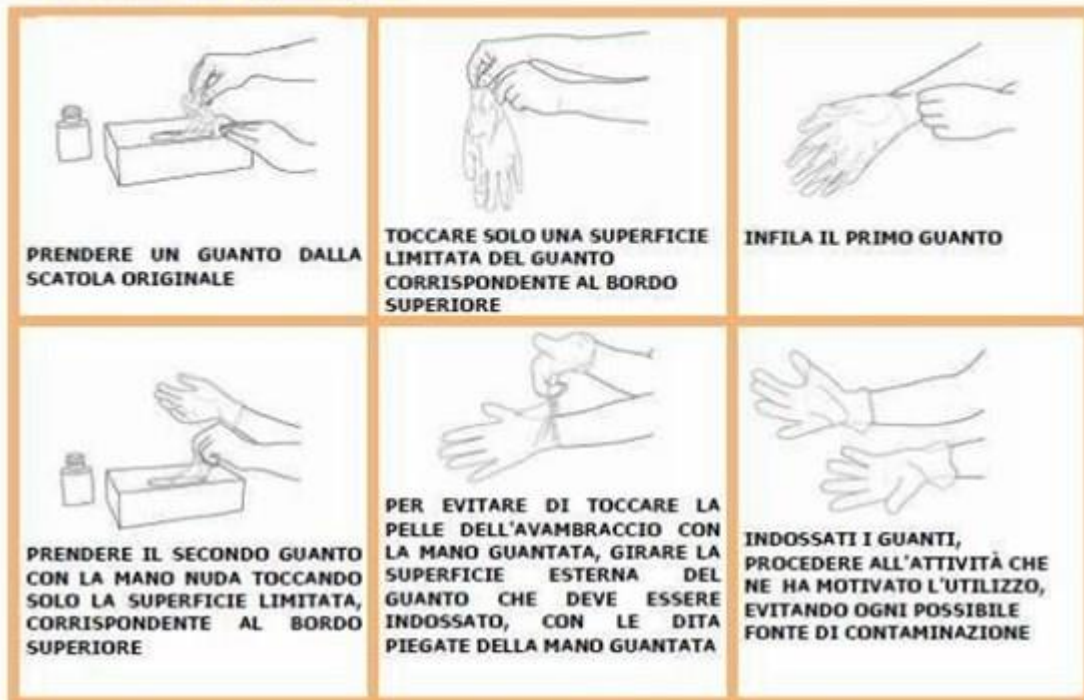 PRENDERE UN GUANTO DALLA
SCATOLA ORIGINALE
TOCCARE SOLO UNA SUPERFICIE
LIMITATA DEL GUANTO
CORRISPONDENTE AL BORDO
SUPERIORE
INFILA IL PRIMO GUANTO
PRENDERE IL SECONDO GUANTO
CON LA MANO NUDA TOCCANDO
SOLO LA SUPERFICIE LIMITATA,
CORRISPONDENTE AL BORDO
SUPERIORE
PER EVITARE DI TOCCARE LA
PELLE DELL'AVAMBRACCIO CON
LA MANO GUANTATA, GIRARE LA
SUPERFICIE ESTERNA DEL
GUANTO CHE DEVE ESSERE
INDOSSATO, CON LE DITA
PIEGATE DELLA MANO GUANTATA
INDOSSATI I GUANTI,
PROCEDERE ALL'ATTIVITÀ CHE
NE HA MOTIVATO L'UTILIZZO,
EVITANDO OGNI POSSIBILE
FONTE DI CONTAMINAZIONE